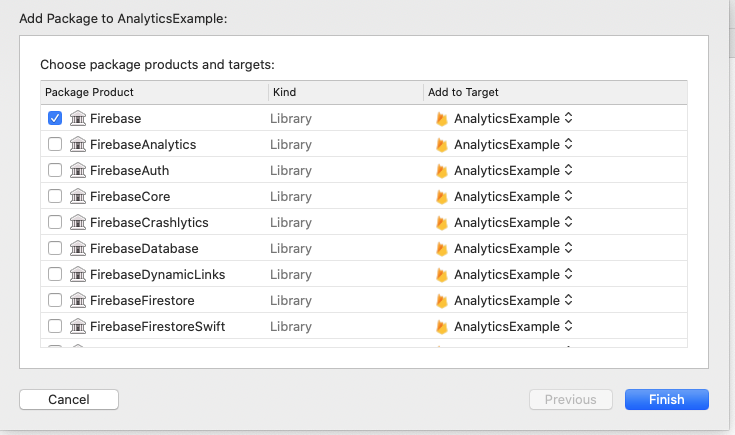 Add Package to AnalyticsExample:
Choose package products and targets:
Package Product Kind Add to Target
Firebase Library AnalyticsExample
FirebaseAnalytics Library AnalyticsExample
FirebaseAuth Library AnalyticsExample
FirebaseCore Library AnalyticsExample
FirebaseCrashlytics Library AnalyticsExample
FirebaseDatabase Library AnalyticsExample
FirebaseDynamicLinks Library AnalyticsExample
FirebaseFirestore Library AnalyticsExample
FirebaseFirestoreSwift Library AnalyticsExample
Cancel Previous Finish